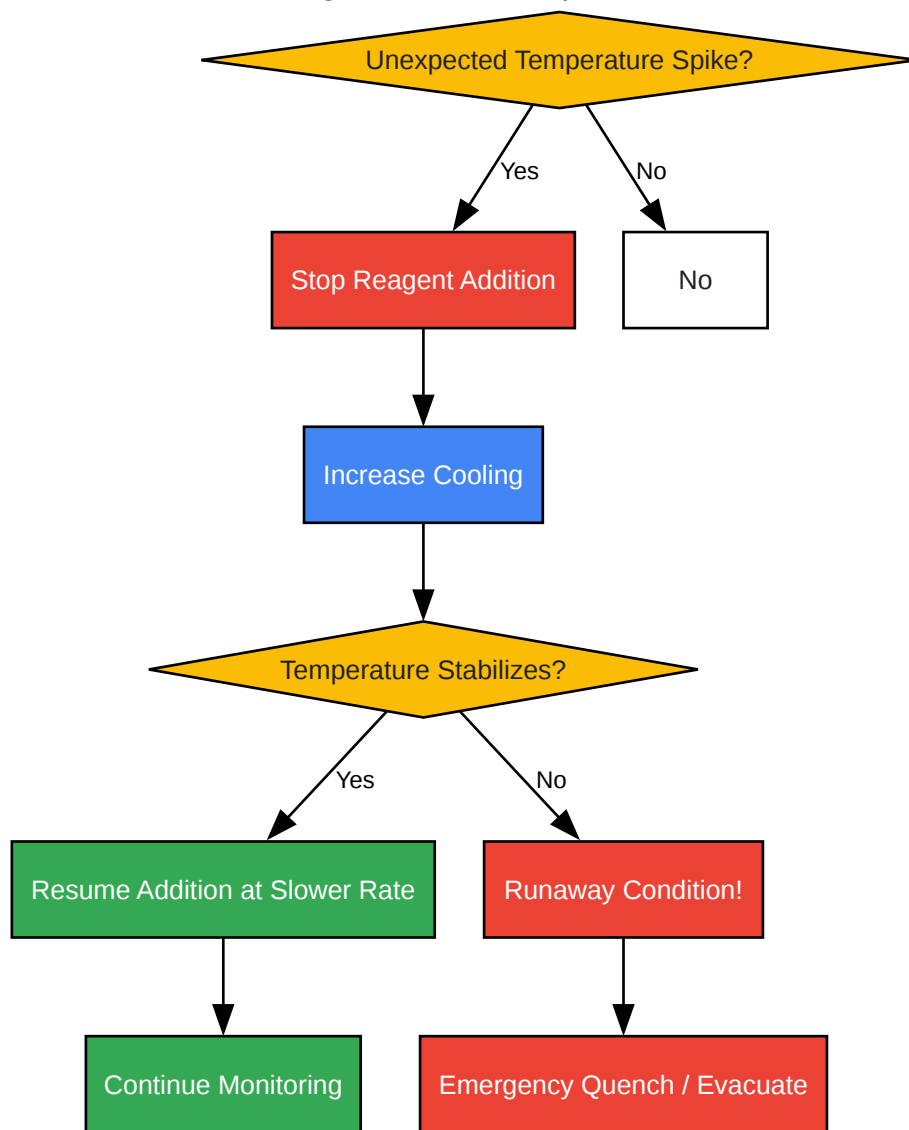 Unexpected Temperature Spike?
Yes
No
Stop Reagent Addition
No
Increase Cooling
Temperature Stabilizes?
Yes
No
Resume Addition at Slower Rate
Runaway Condition!
Continue Monitoring
Emergency Quench / Evacuate